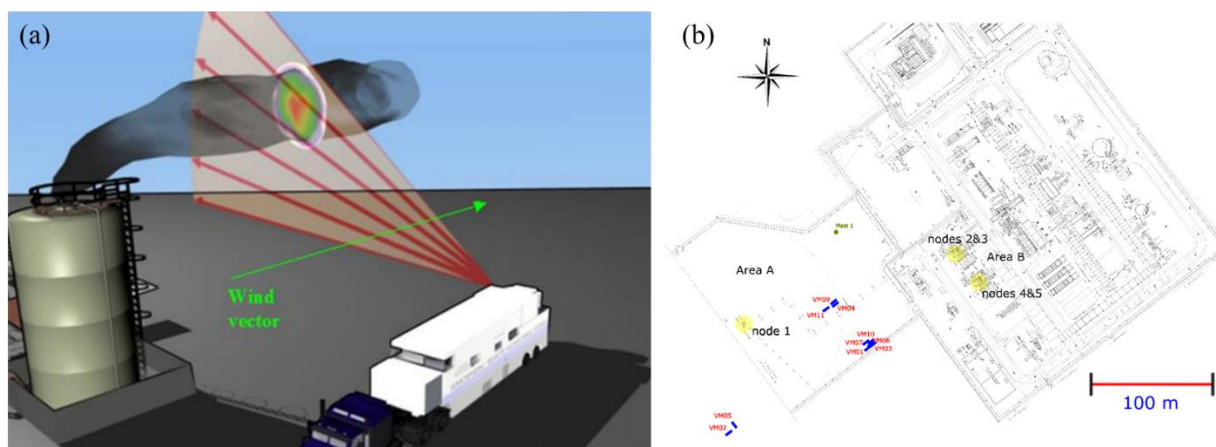 (a)
Wind
vector
(b)
N
Mast 1
nodes 2&3
Area B
nodes 4&5
Area A
VM09
VM04
VM11
node 1
VM10
VM07
VM06
VM01
VM03
100 m
VM05
VM02